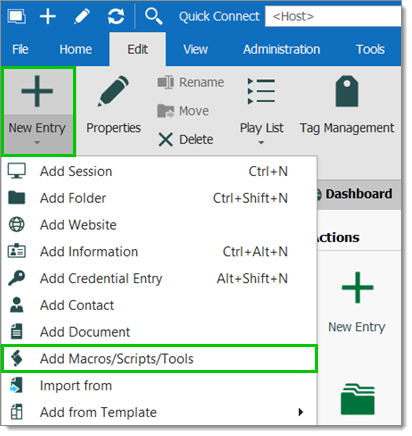 Quick Connect <Host>
File Home Edit View Administration Tools
New Entry Properties Rename Move Delete Play List Tag Management
Add Session Ctrl+N
Add Folder Ctrl+Shift+N
Add Website
Add Information Ctrl+Alt+N
Add Credential Entry Alt+Shift+N
Add Contact
Add Document
Add Macros/Scripts/Tools
Import from
Add from Template
Dashboard
Actions
New Entry